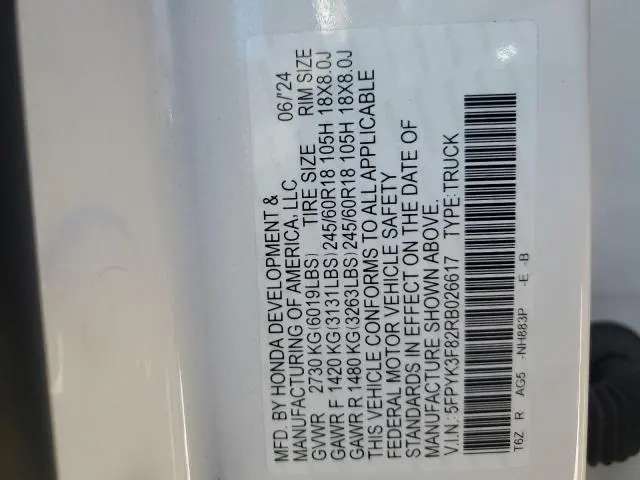 MFD. BY HONDA DEVELOPMENT &
MANUFACTURING OF AMERICA, LLC 06/'24
GVWR 2730 KG(6019LBS) TIRE SIZE RIM SIZE
GAWR F 1420 KG(3131LBS)245/60R18 105H 18X8.0J
GAWR R 1480 KG(3263LBS)245/60R18 105H 18X8.0J
THIS VEHICLE CONFORMS TO ALL APPLICABLE
FEDERAL MOTOR VEHICLE SAFETY
STANDARDS IN EFFECT ON THE DATE OF
MANUFACTURE SHOWN ABOVE.
V.I.N.:5FPYK3F82RB026617 TYPE:TRUCK
T6Z R AG5 -NH883P -E -B